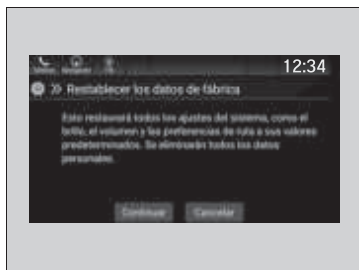 12:34
Restablecer los datos de fábrica
Esto restaurará todos los ajustes del sistema, como el
brillo, el volumen y las preferencias de ruta a sus valores
predeterminados. Se eliminarán todos los datos
personales.
Continuar Cancelar